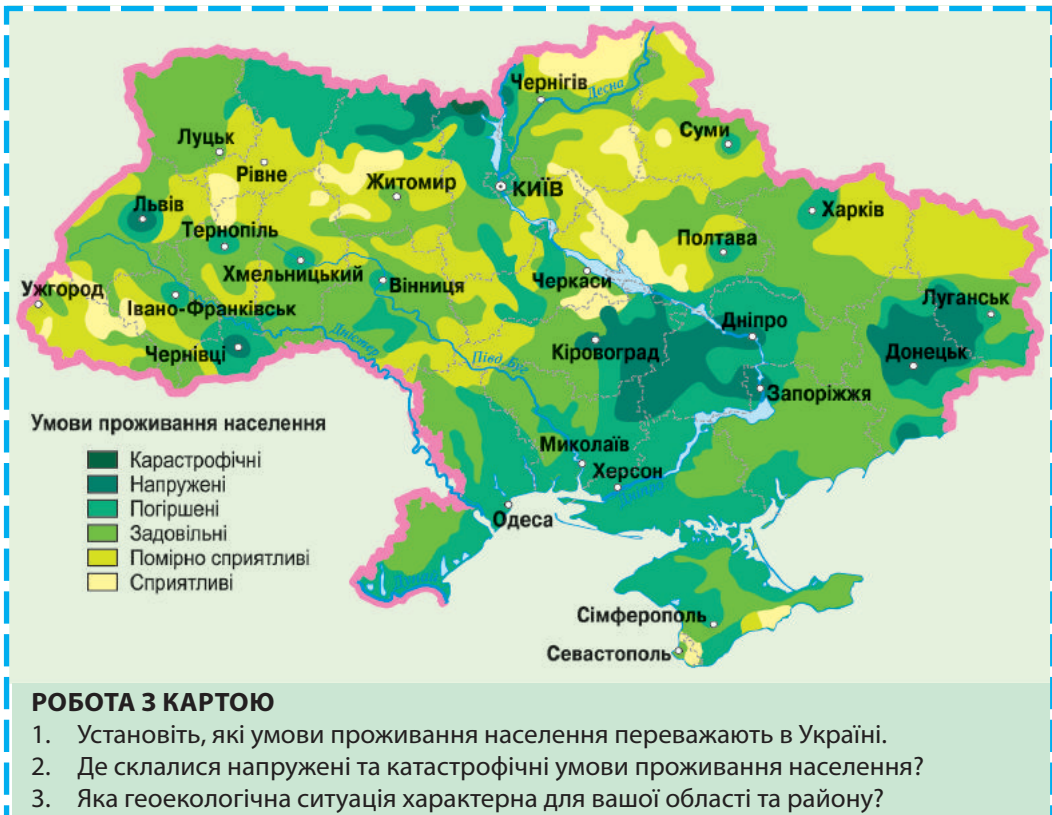 Чернігів
Десна
Суми
Луцьк
Рівне
Житомир
КИЇВ
Львів
Харків
Тернопіль
Полтава
Хмельницький
Вінниця
Черкаси
Ужгород
Івано-Франківськ
Луганськ
Дністер
Дніпро
Чернівці
Півд. Буг
Кіровоград
Донецьк
Запоріжжя
Умови проживання населення
Карастрофічні
Напружені
Погіршені
Задовільні
Помірно сприятливі
Сприятливі
Миколаїв
Херсон
Дніпро
Одеса
Дунай
Сімферополь
Севастополь
РОБОТА З КАРТОЮ
1. Установіть, які умови проживання населення переважають в Україні.
2. Де склалися напружені та катастрофічні умови проживання населення?
3. Яка геоекологічна ситуація характерна для вашої області та району?